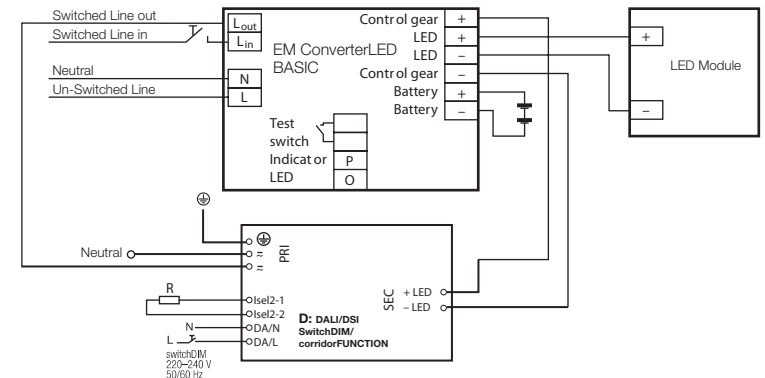 Switched Line out
Switched Line in
Neutral
Un-Switched Line
Lout
Lin
N
L
EM ConverterLED
BASIC
Control gear +
LED +
LED –
Control gear –
Battery +
Battery –
Test
switch
Indicator P
LED O
+
–
LED Module
Neutral
PRI
≂
≂
R
Isel2-1
Isel2-2
N DA/N
L DA/L
switchDIM
220–240 V
50/60 Hz
D: DALI/DSI
SwitchDIM/
corridorFUNCTION
SEC
+ LED
– LED